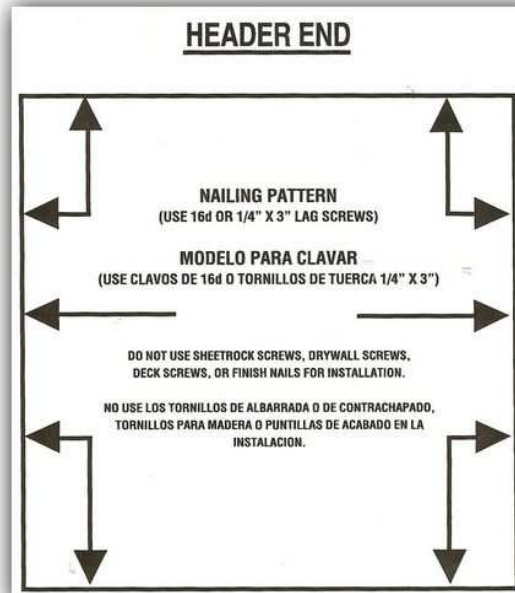 HEADER END
NAILING PATTERN
(USE 16d OR 1/4" X 3" LAG SCREWS)
MODELO PARA CLAVAR
(USE CLAVOS DE 16d O TORNILLOS DE TUERCA 1/4" X 3")
DO NOT USE SHEETROCK SCREWS, DRYWALL SCREWS,
DECK SCREWS, OR FINISH NAILS FOR INSTALLATION.
NO USE LOS TORNILLOS DE ALBARRADA O DE CONTRACHAPADO,
TORNILLOS PARA MADERA O PUNTILLAS DE ACABADO EN LA
INSTALACION.